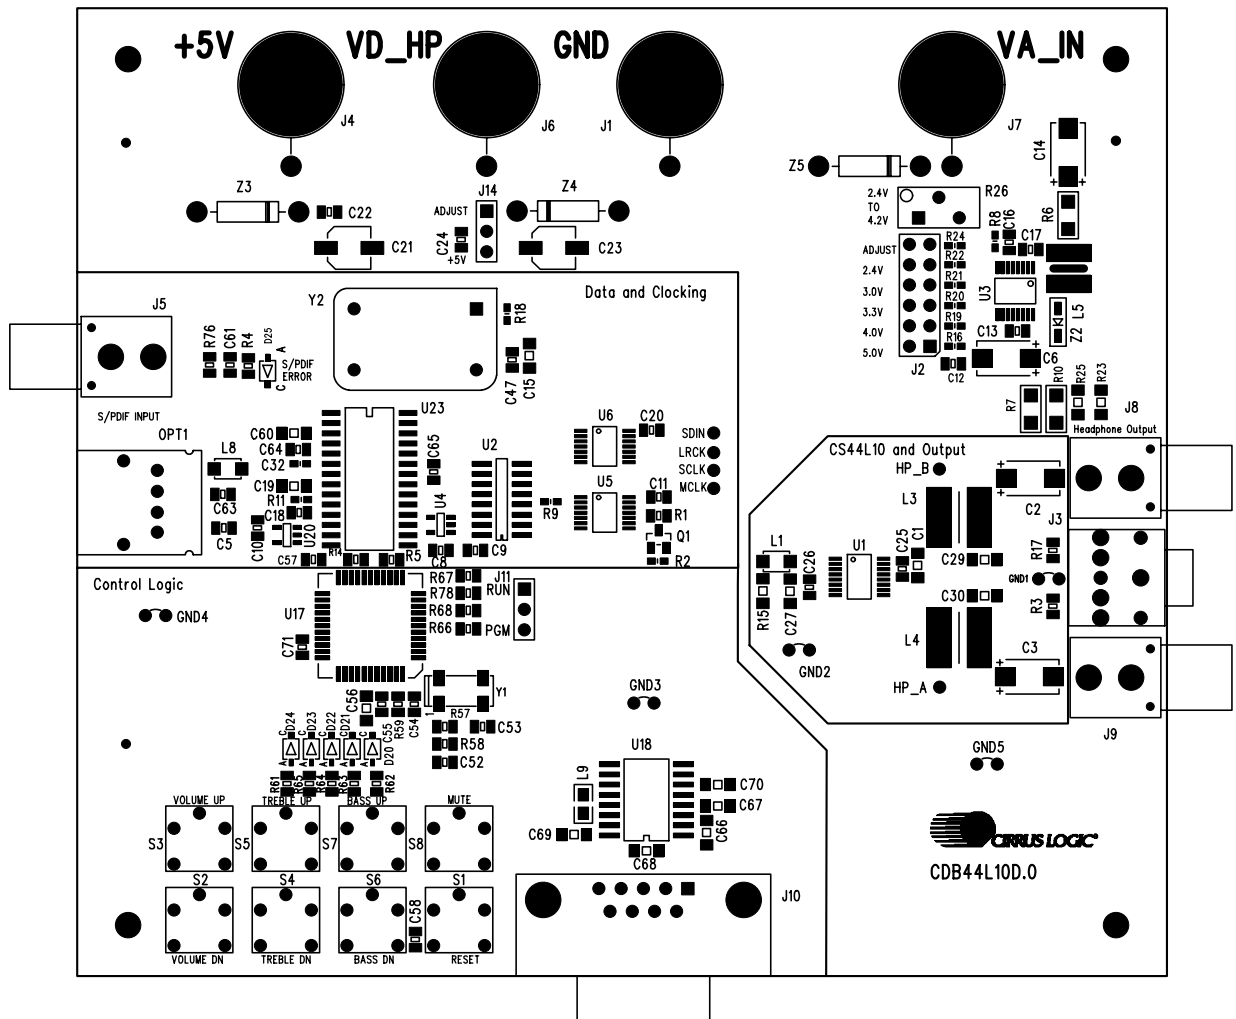 +5V
VD_HP
GND
VA_IN
J4
J6
J1
J7
C14
Z5
Z3
C22
J14
Z4
ADJUST
C24
+5V
C21
C23
2.4V
TO
4.2V
R26
R6
R8
C16
C17
ADJUST
2.4V
3.0V
3.3V
4.0V
5.0V
R24
R22
R21
R20
R19
R16
J2
C12
U3
L5
Z2
C13
C6
Data and Clocking
J5
Y2
R18
R76
C61
R4
D25
A
C
S/PDIF
ERROR
C47
C15
S/PDIF INPUT
OPT1
L8
C63
C5
C60
C64
C32
C19
R11
C18
C10
U20
C57
R14
R5
U23
C65
U2
U4
C8
C9
R9
U6
U5
C20
C11
R1
Q1
R2
SDIN
LRCK
SCLK
MCLK
R7
R10
R25
R23
J8
Headphone Output
CS44L10 and Output
HP_B
L3
C2
J3
L1
C26
U1
C25
C1
C29
C30
R17
GND1
R3
R15
C27
GND2
L4
C3
HP_A
J9
GND5
Control Logic
GND4
U17
C71
R67
R78
R68
R66
J11
RUN
PGM
Y1
1
C56
C55
R59
C54
R57
C53
R58
C52
GND3
C
D24
C
D23
C
D22
C
D21
D20
A
A
A
A
R61
R65
R64
R63
R62
VOLUME UP
TREBLE UP
BASS UP
MUTE
S3
S5
S7
S8
S2
S4
S6
S1
C58
VOLUME DN
TREBLE DN
BASS DN
RESET
U18
L9
C69
C68
C70
C67
C66
J10
CIRRUS LOGIC®
CDB44L10D.0